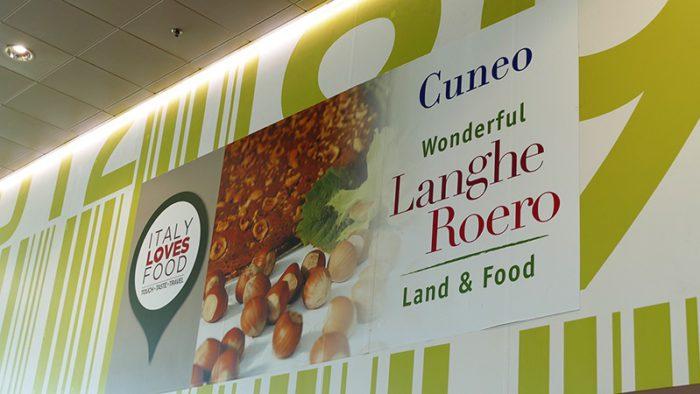 ITALY
LOVES
FOOD
TOUCH • TASTE • TRAVEL
Cuneo
Wonderful
Langhe
Roero
Land & Food